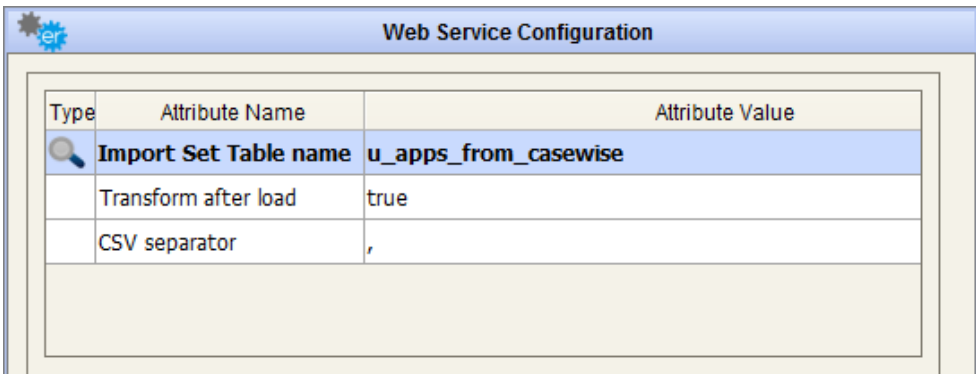 er
Web Service Configuration
Type Attribute Name Attribute Value
Import Set Table name u_apps_from_casewise
Transform after load true
CSV separator ,